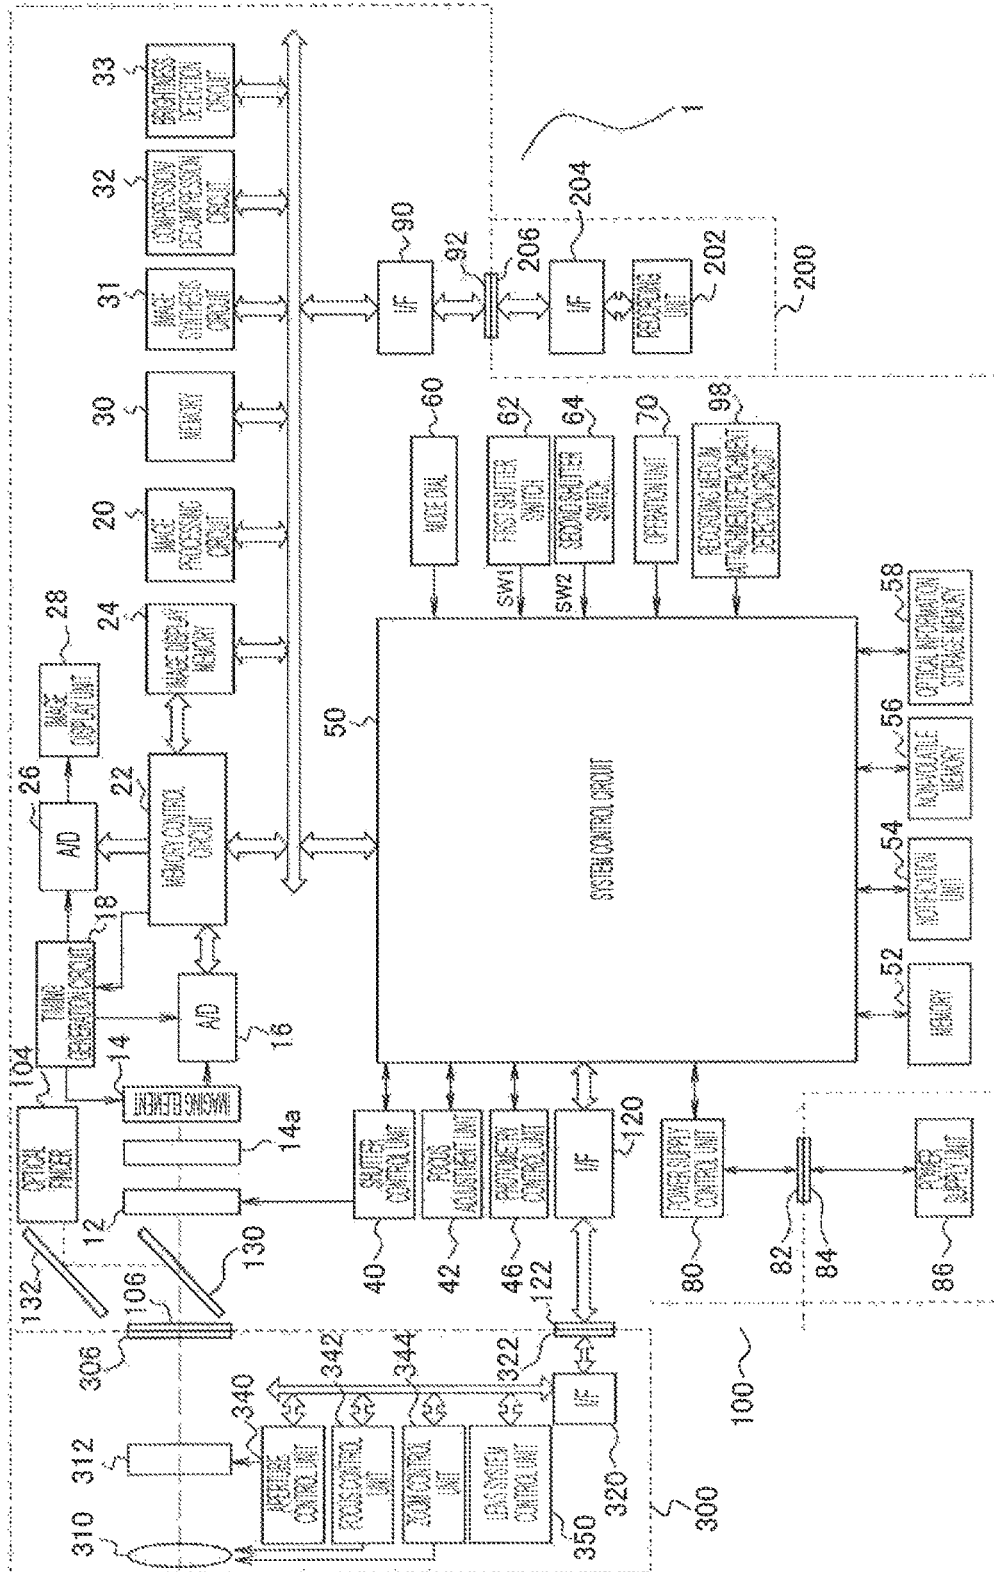 33
BRIGHTNESS
DETECTION
CIRCUIT
32
COMPRESSION/
DECOMPRESSION
CIRCUIT
31
IMAGE
SYNTHESIS
CIRCUIT
30
MEMORY
20
IMAGE
PROCESSING
CIRCUIT
24
IMAGE DISPLAY
MEMORY
28
IMAGE
DISPLAY UNIT
26
A/D
22
MEMORY CONTROL
CIRCUIT
18
TIMING
GENERATION CIRCUIT
16
A/D
14
IMAGING ELEMENT
14a
12
104
OPTICAL
FINDER
132
130
106
306
312
310
1
90
I/F
92
206
204
I/F
202
RECORDING
UNIT
200
60
MODE DIAL
62
FIRST SHUTTER
SWITCH
SW1
64
SECOND SHUTTER
SWITCH
SW2
70
OPERATION UNIT
98
RECORDING MEDIUM
ATTACHMENT/DETACHMENT
DETECTION CIRCUIT
50
SYSTEM CONTROL CIRCUIT
58
OPTICAL INFORMATION
STORAGE MEMORY
56
NONVOLATILE
MEMORY
54
NOTIFICATION
UNIT
52
MEMORY
40
SHUTTER
CONTROL UNIT
42
FOCUS
ADJUSTMENT UNIT
46
PHOTOMETRY
CONTROL UNIT
120
I/F
80
POWER SUPPLY
CONTROL UNIT
82
84
86
POWER
SUPPLY UNIT
122
322
340
APERTURE
CONTROL UNIT
342
FOCUS CONTROL
UNIT
344
ZOOM CONTROL
UNIT
350
LENS SYSTEM
CONTROL UNIT
320
I/F
300
100